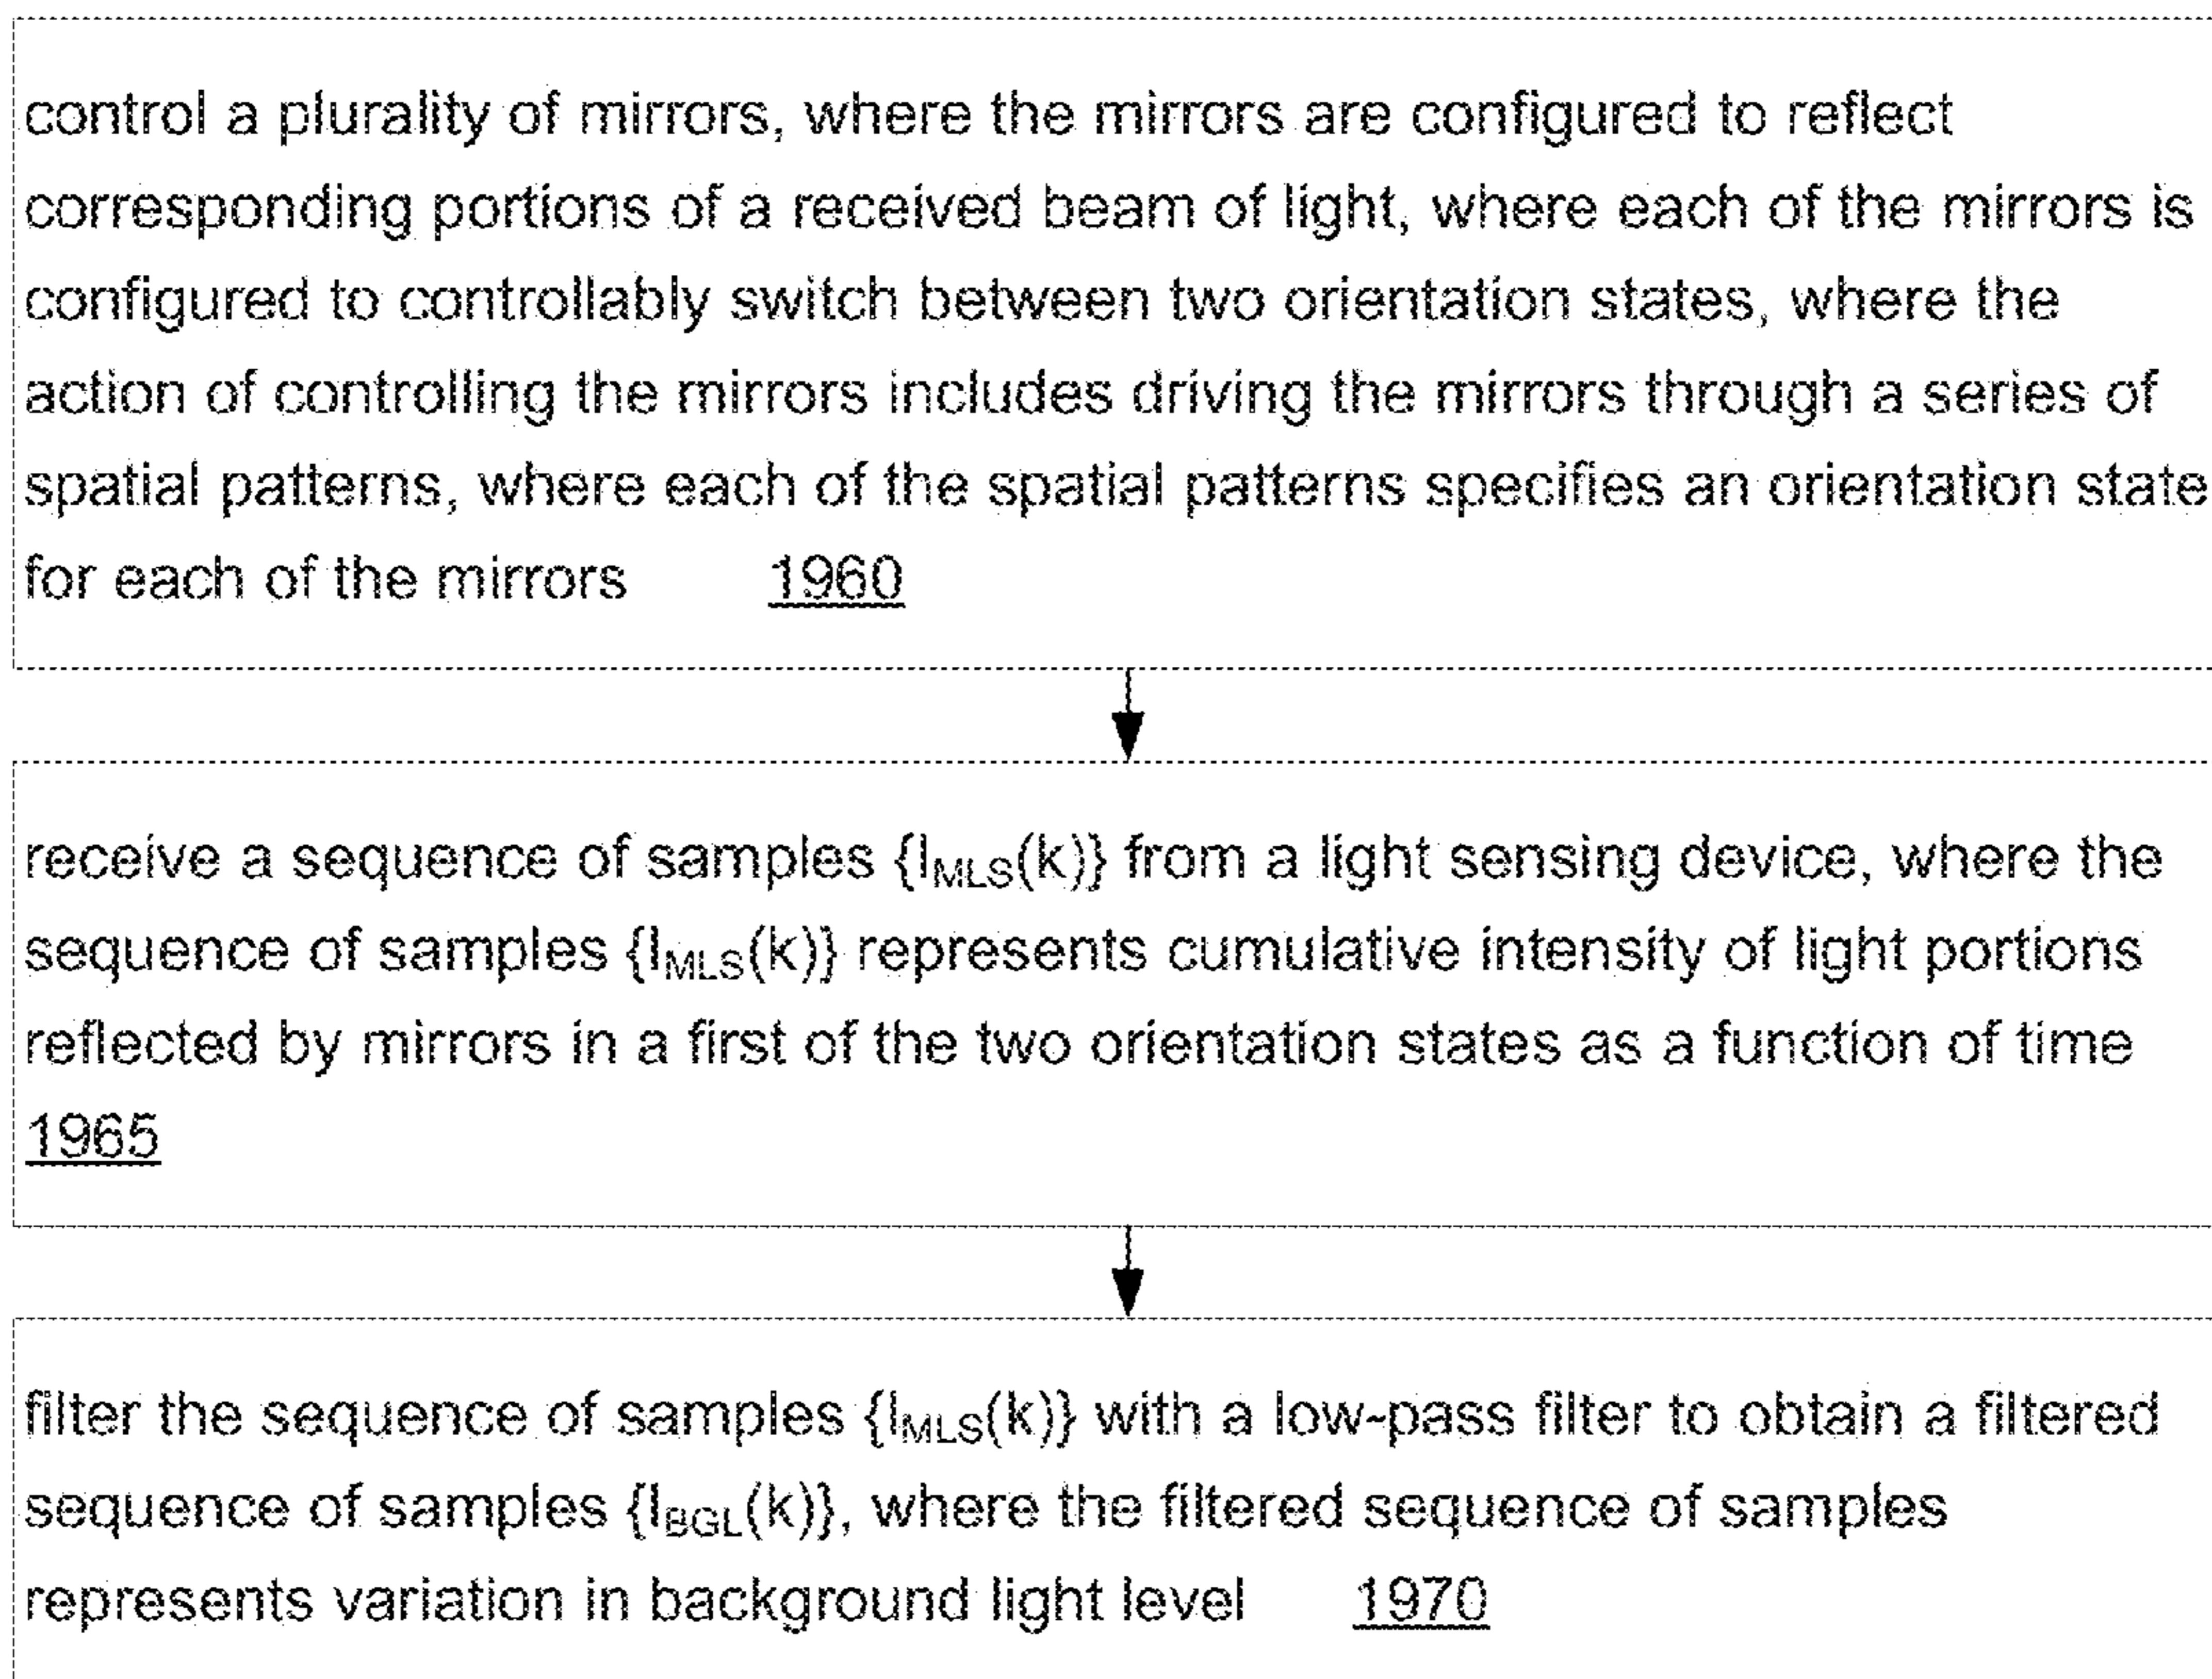 control a plurality of mirrors, where the mirrors are configured to reflect
corresponding portions of a received beam of light, where each of the mirrors is
configured to controllably switch between two orientation states, where the
action of controlling the mirrors includes driving the mirrors through a series of
spatial patterns, where each of the spatial patterns specifies an orientation state
for each of the mirrors 1960
receive a sequence of samples {I_MLS(k)} from a light sensing device, where the
sequence of samples {I_MLS(k)} represents cumulative intensity of light portions
reflected by mirrors in a first of the two orientation states as a function of time
1965
filter the sequence of samples {I_MLS(k)} with a low-pass filter to obtain a filtered
sequence of samples {I_BGL(k)}, where the filtered sequence of samples
represents variation in background light level 1970